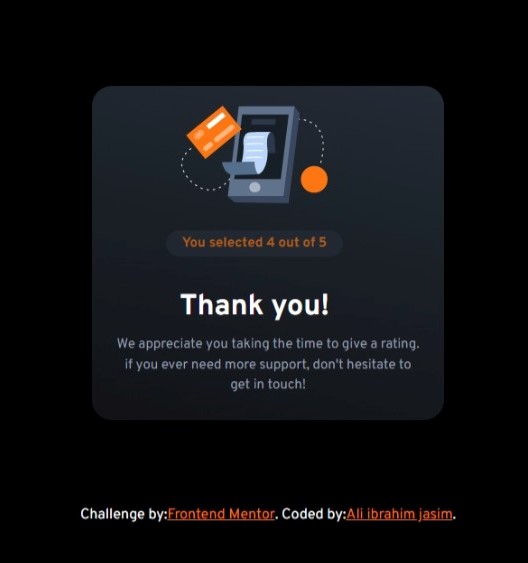 You selected 4 out of 5
Thank you!
We appreciate you taking the time to give a rating.
if you ever need more support, don't hesitate to
get in touch!
Challenge by:Frontend Mentor. Coded by:Ali ibrahim jasim.